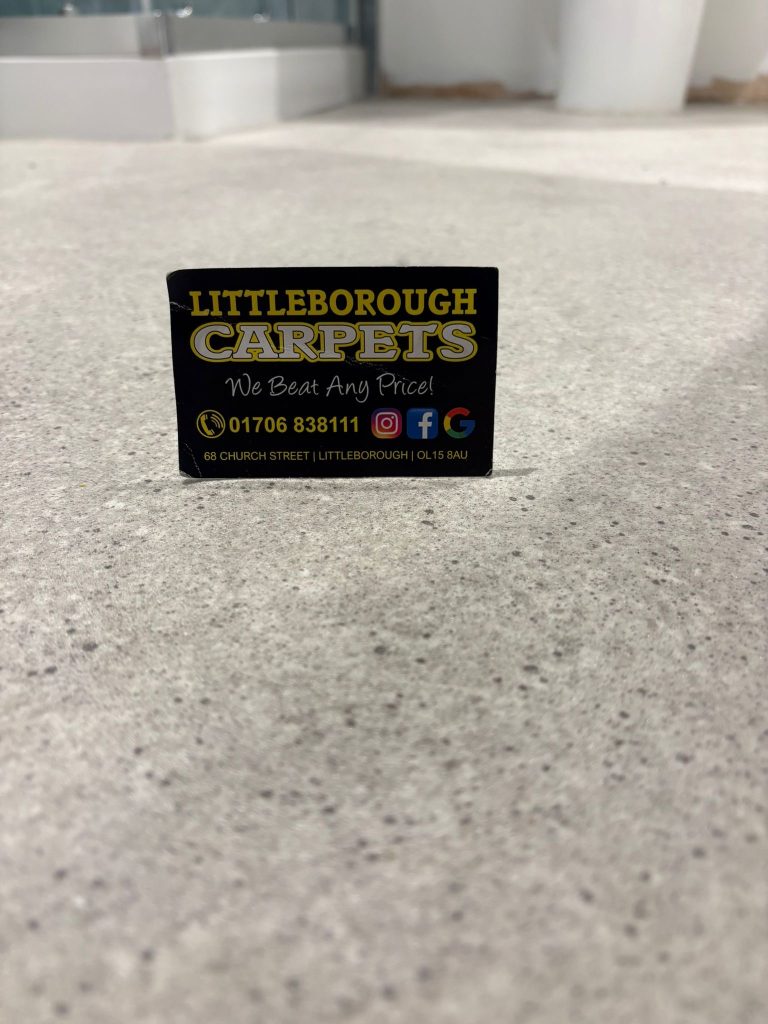 LITTLEBOROUGH
CARPETS
We Beat Any Price!
01706 838111
68 CHURCH STREET | LITTLEBOROUGH | OL15 8AU